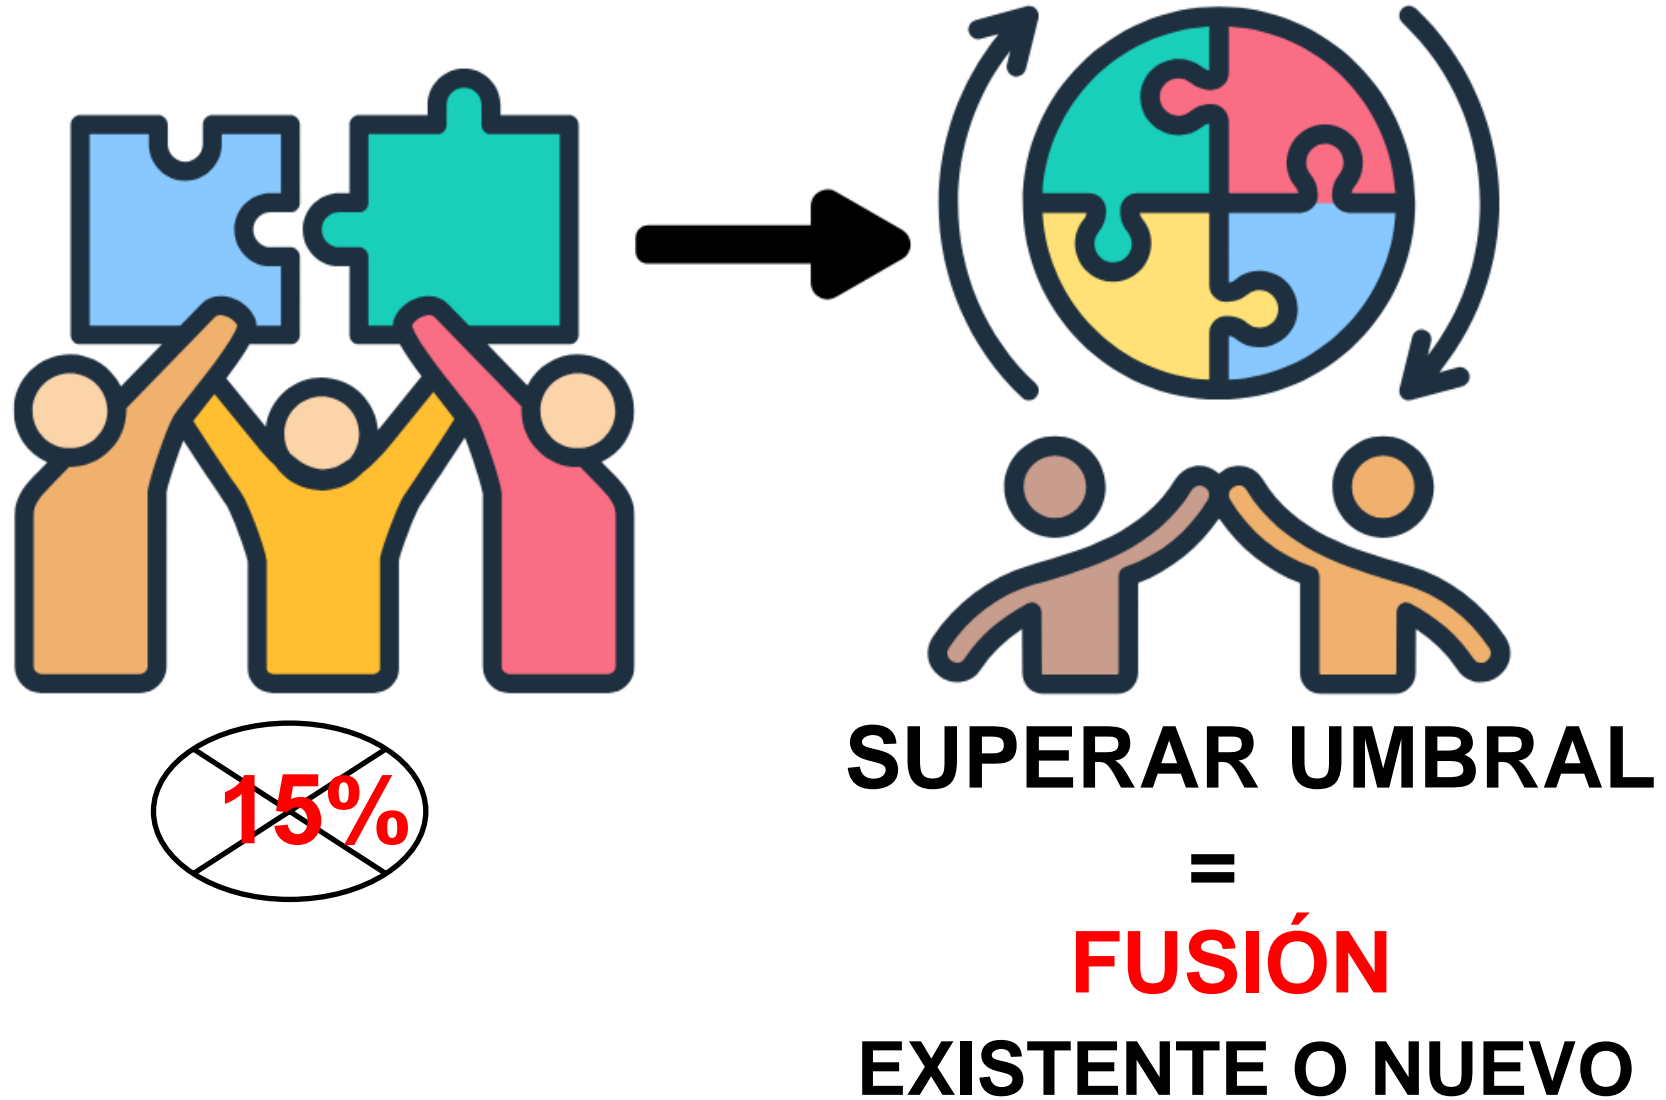 15%
SUPERAR UMBRAL
=
FUSIÓN
EXISTENTE O NUEVO